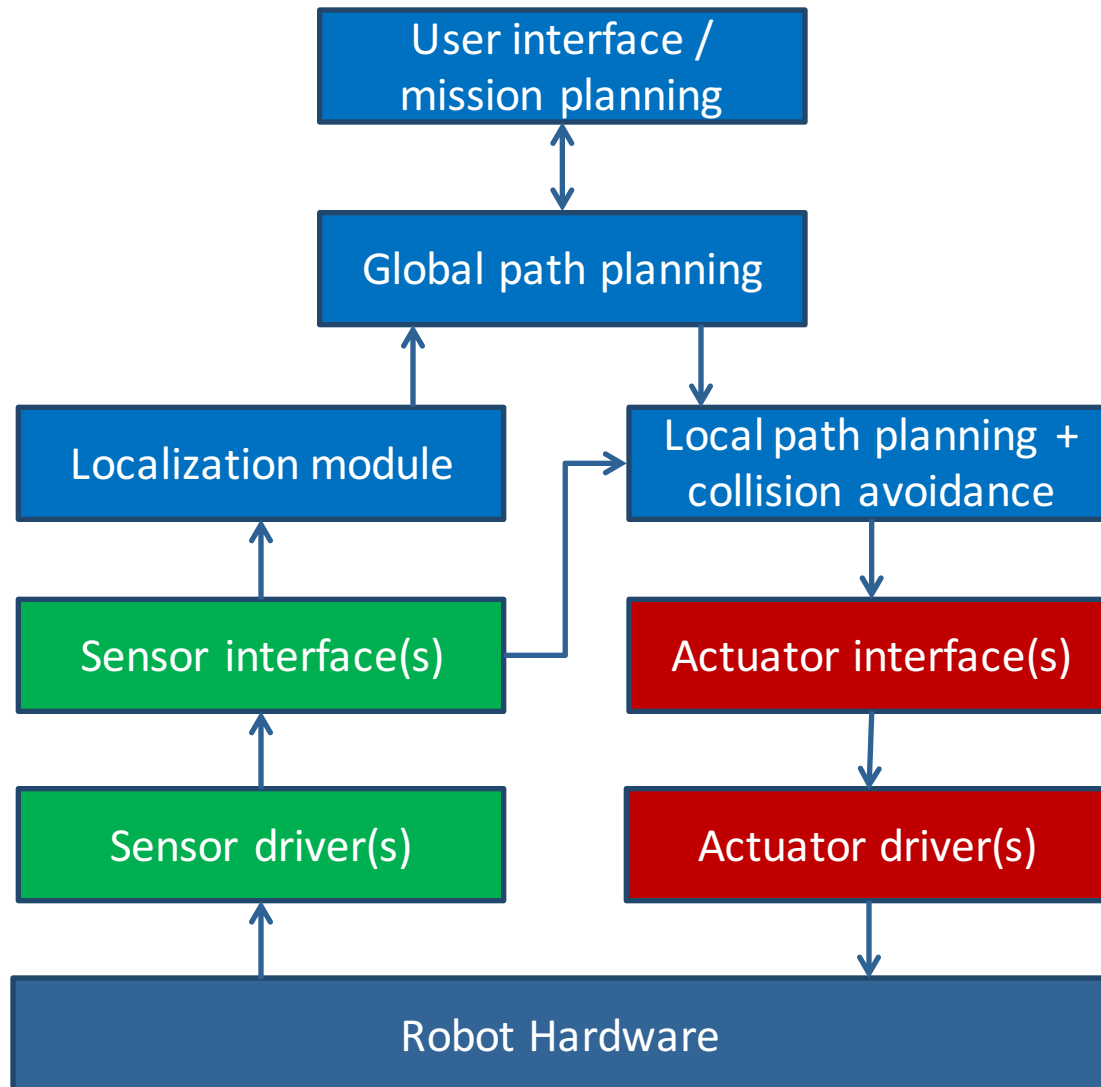 User interface /
mission planning
Global path planning
Localization module
Local path planning +
collision avoidance
Sensor interface(s)
Actuator interface(s)
Sensor driver(s)
Actuator driver(s)
Robot Hardware